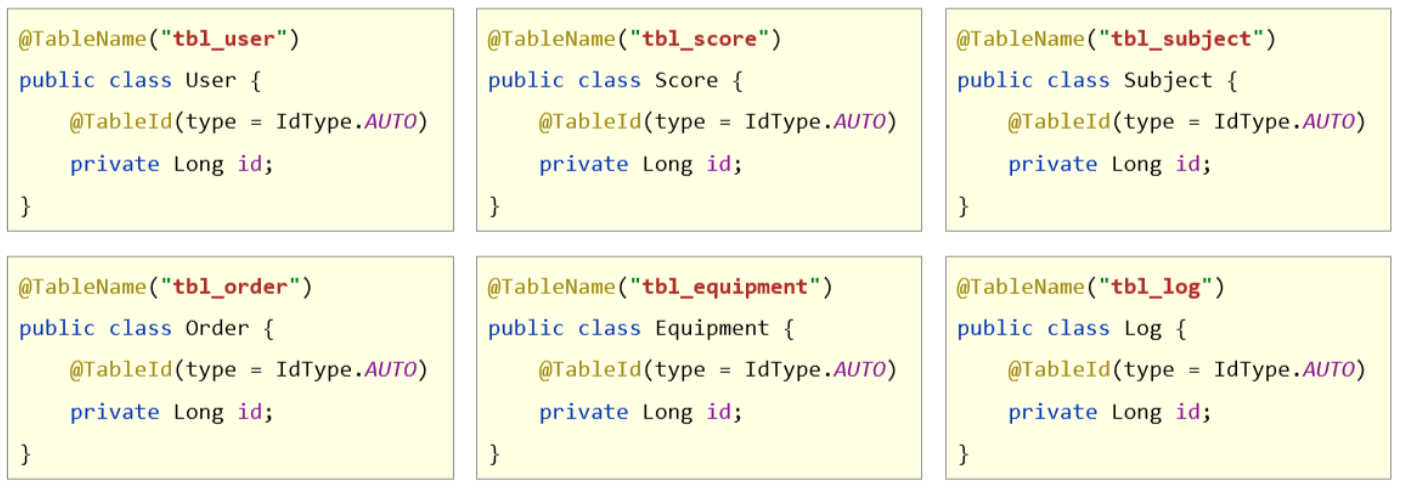 @TableName("tbl_user")
public class User {
    @TableId(type = IdType.AUTO)
    private Long id;
}
@TableName("tbl_score")
public class Score {
    @TableId(type = IdType.AUTO)
    private Long id;
}
@TableName("tbl_subject")
public class Subject {
    @TableId(type = IdType.AUTO)
    private Long id;
}
@TableName("tbl_order")
public class Order {
    @TableId(type = IdType.AUTO)
    private Long id;
}
@TableName("tbl_equipment")
public class Equipment {
    @TableId(type = IdType.AUTO)
    private Long id;
}
@TableName("tbl_log")
public class Log {
    @TableId(type = IdType.AUTO)
    private Long id;
}